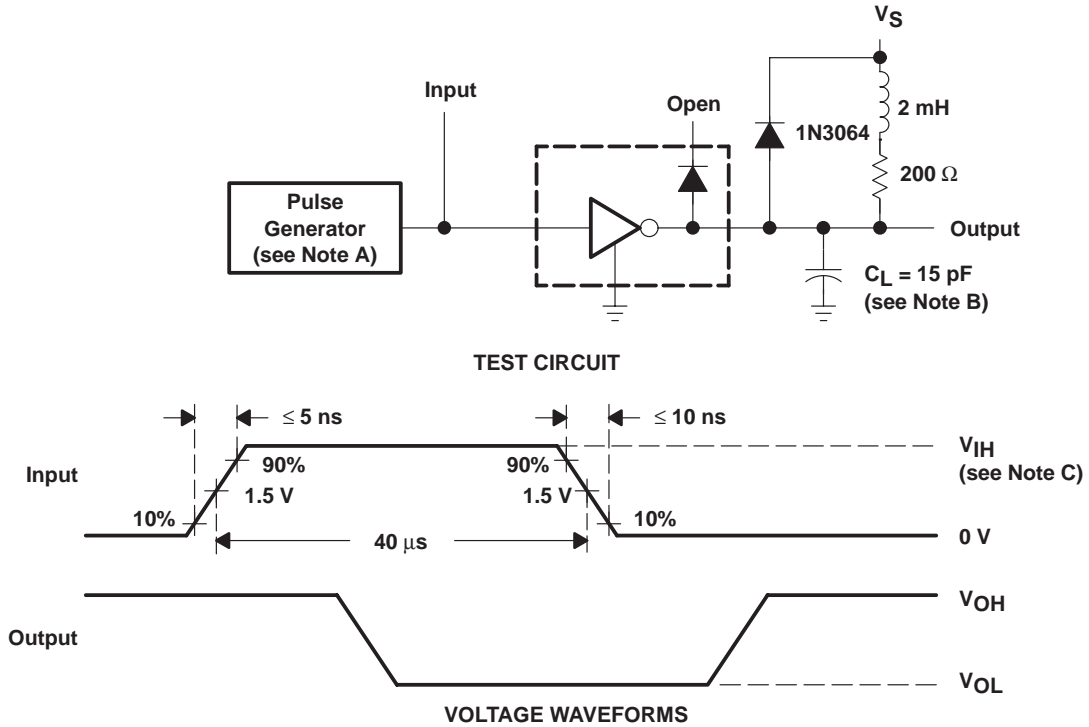 VS
Input
Open
2 mH
1N3064
200 Ω
Pulse
Generator
(see Note A)
Output
CL = 15 pF
(see Note B)
TEST CIRCUIT
≤ 5 ns
≤ 10 ns
VIH
(see Note C)
Input
90%
90%
1.5 V
1.5 V
10%
10%
40 μs
0 V
VOH
Output
VOL
VOLTAGE WAVEFORMS